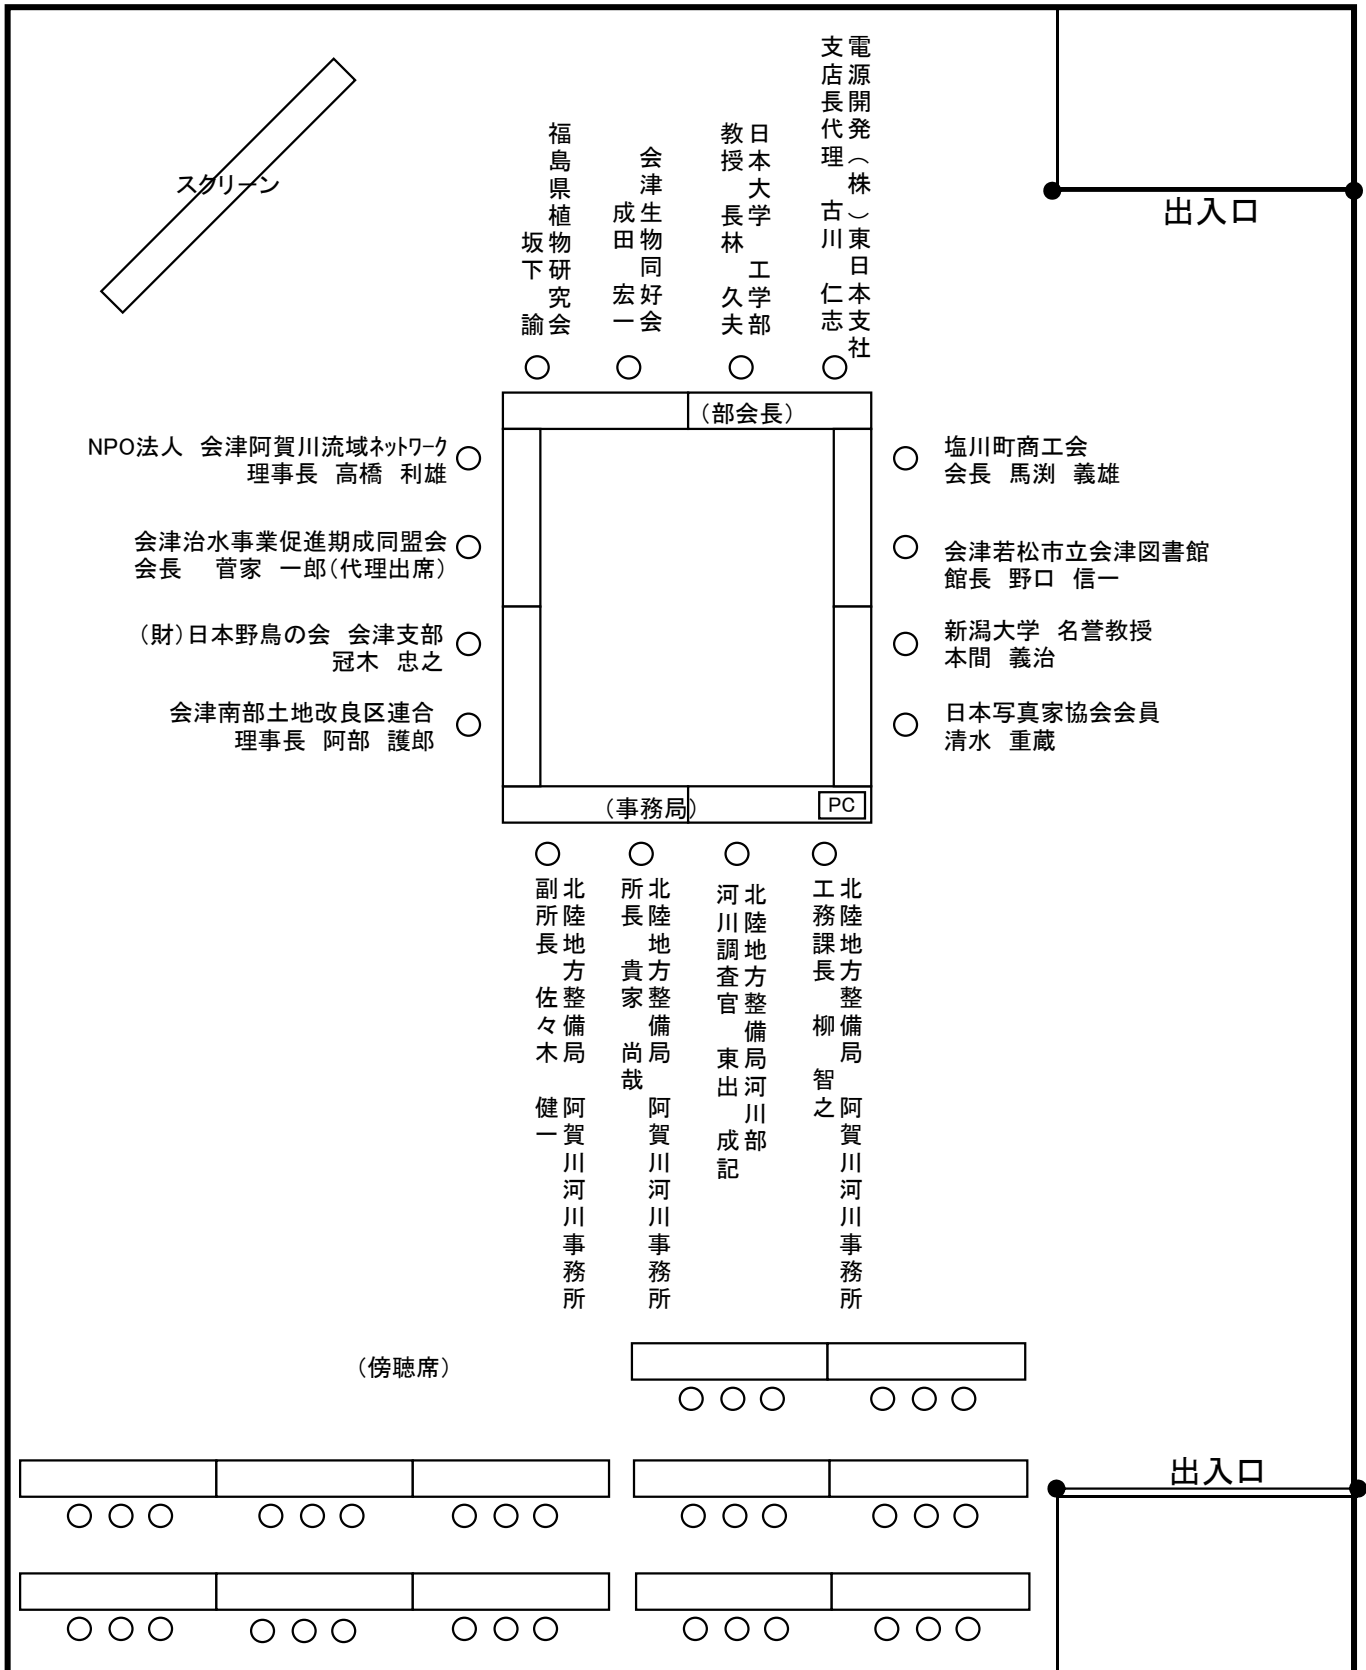 スクリーン
福島県植物研究会
坂下 諭
会津生物同好会
成田 宏一
日本大学 工学部
教授 長林 久夫
電源開発(株)東日本支社
支店長代理 古川 仁志
出入口
(部会長)
NPO法人 会津阿賀川流域ネットワーク
理事長 高橋 利雄
会津治水事業促進期成同盟会
会長 菅家 一郎(代理出席)
(財)日本野鳥の会 会津支部
冠木 忠之
会津南部土地改良区連合
理事長 阿部 護郎
塩川町商工会
会長 馬渕 義雄
会津若松市立会津図書館
館長 野口 信一
新潟大学 名誉教授
本間 義治
日本写真家協会会員
清水 重蔵
(事務局)
PC
北陸地方整備局 阿賀川河川事務所
副所長 佐々木 健一
北陸地方整備局 阿賀川河川事務所
所長 貴家 尚哉
北陸地方整備局河川部
河川調査官 東出 成記
北陸地方整備局 阿賀川河川事務所
工務課長 柳 智之
(傍聴席)
出入口